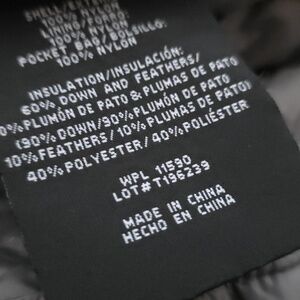 SHELL/EXTERIOR:
100% NYLON
LINING/FORRO:
100% NYLON
POCKET BAG/BOLSILLO:
100% NYLON
INSULATION/INSULACIÓN:
60% DOWN AND FEATHERS/
0% PLUMÓN DE PATO & PLUMAS DE PATO
(90% DOWN/90% PLUMÓN DE PATO
10% FEATHERS/10% PLUMAS DE PATO)
40% POLYESTER/40% POLIÉSTER
WPL 11590
LOT# T196239
MADE IN CHINA
HECHO EN CHINA